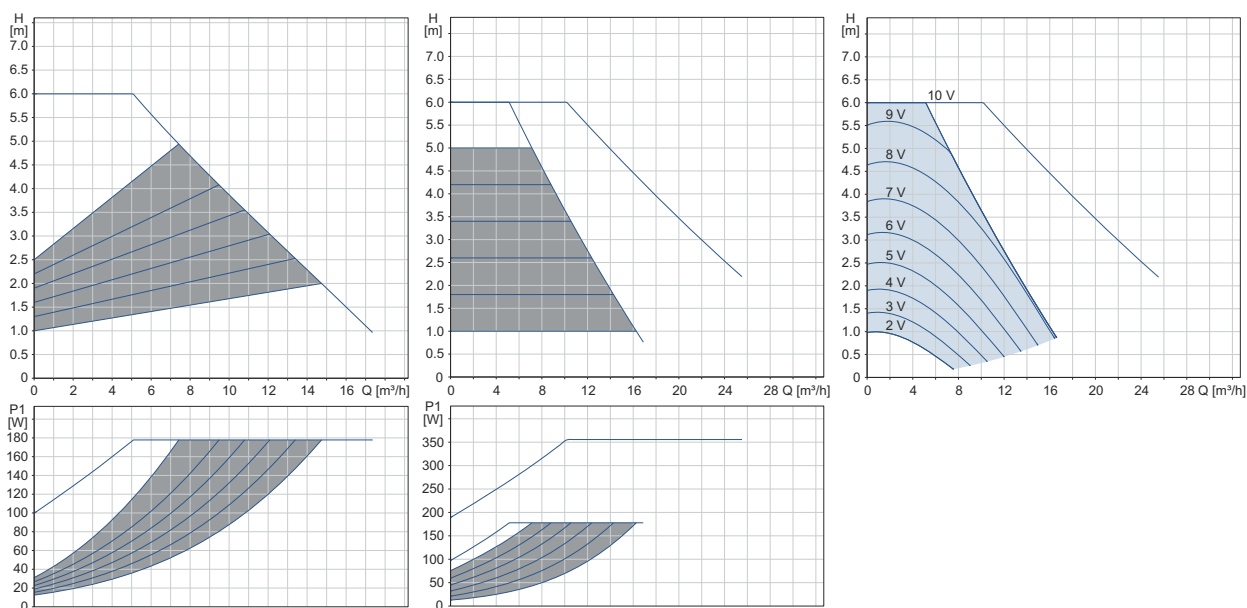 H
[m]
7.0
6.5
6.0
5.5
5.0
4.5
4.0
3.5
3.0
2.5
2.0
1.5
1.0
0.5
0
0 2 4 6 8 10 12 14 16 Q [m³/h]
H
[m]
7.0
6.5
6.0
5.5
5.0
4.5
4.0
3.5
3.0
2.5
2.0
1.5
1.0
0.5
0
0 4 8 12 16 20 24 28 Q [m³/h]
H
[m]
7.0
6.5
6.0
5.5
5.0
4.5
4.0
3.5
3.0
2.5
2.0
1.5
1.0
0.5
0
10 V
9 V
8 V
7 V
6 V
5 V
4 V
3 V
2 V
0 4 8 12 16 20 24 28 Q [m³/h]
P1
[W]
180
160
140
120
100
80
60
40
20
0
P1
[W]
350
300
250
200
150
100
50
0